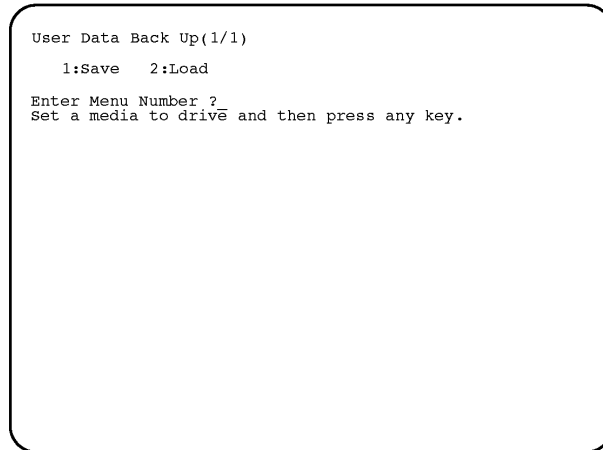 User Data Back Up(1/1)
1:Save 2:Load
Enter Menu Number ?_
Set a media to drive and then press any key.